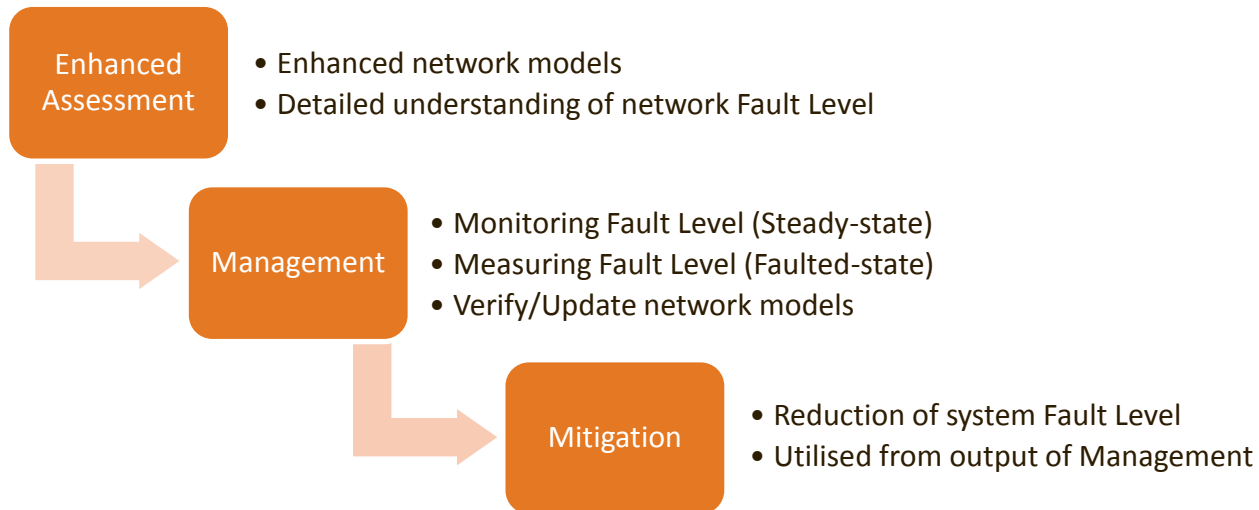 Enhanced
Assessment
• Enhanced network models
• Detailed understanding of network Fault Level
Management
• Monitoring Fault Level (Steady-state)
• Measuring Fault Level (Faulted-state)
• Verify/Update network models
Mitigation
• Reduction of system Fault Level
• Utilised from output of Management